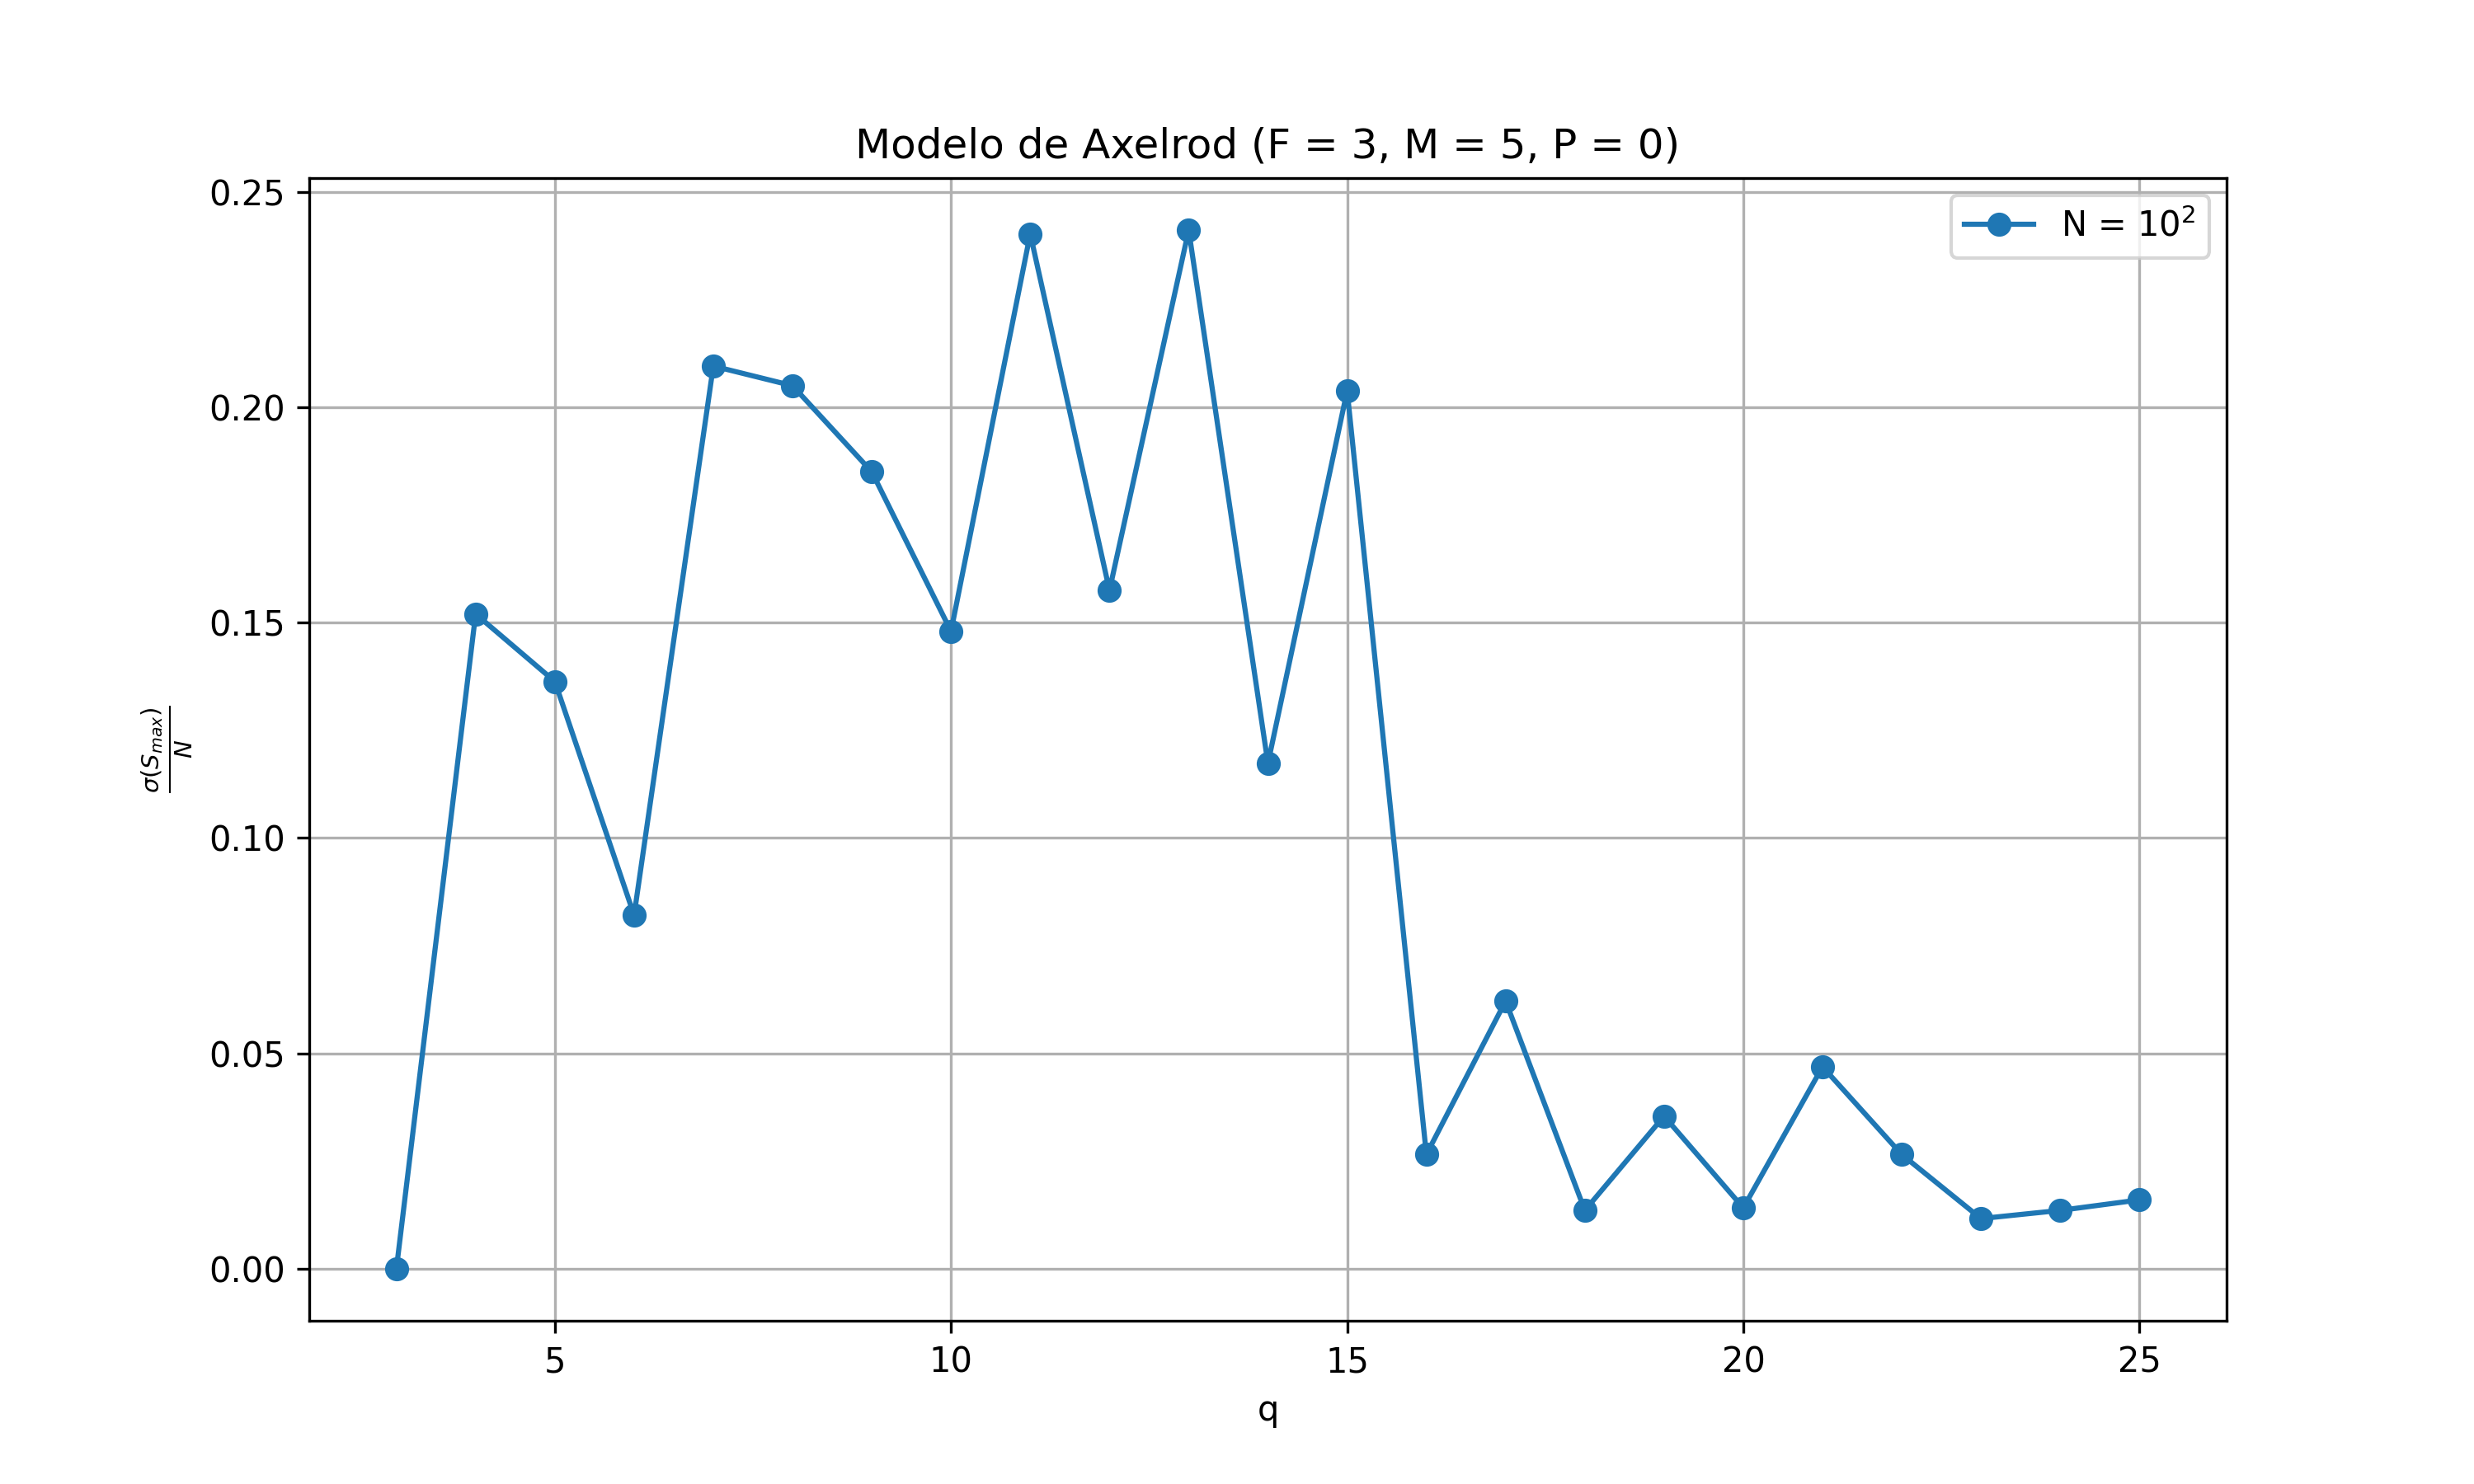 Modelo de Axelrod (F = 3, M = 5, P = 0)
N = 10²
0.25
0.20
0.15
0.10
0.05
0.00
σ(S_max)
N
5 10 15 20 25
q